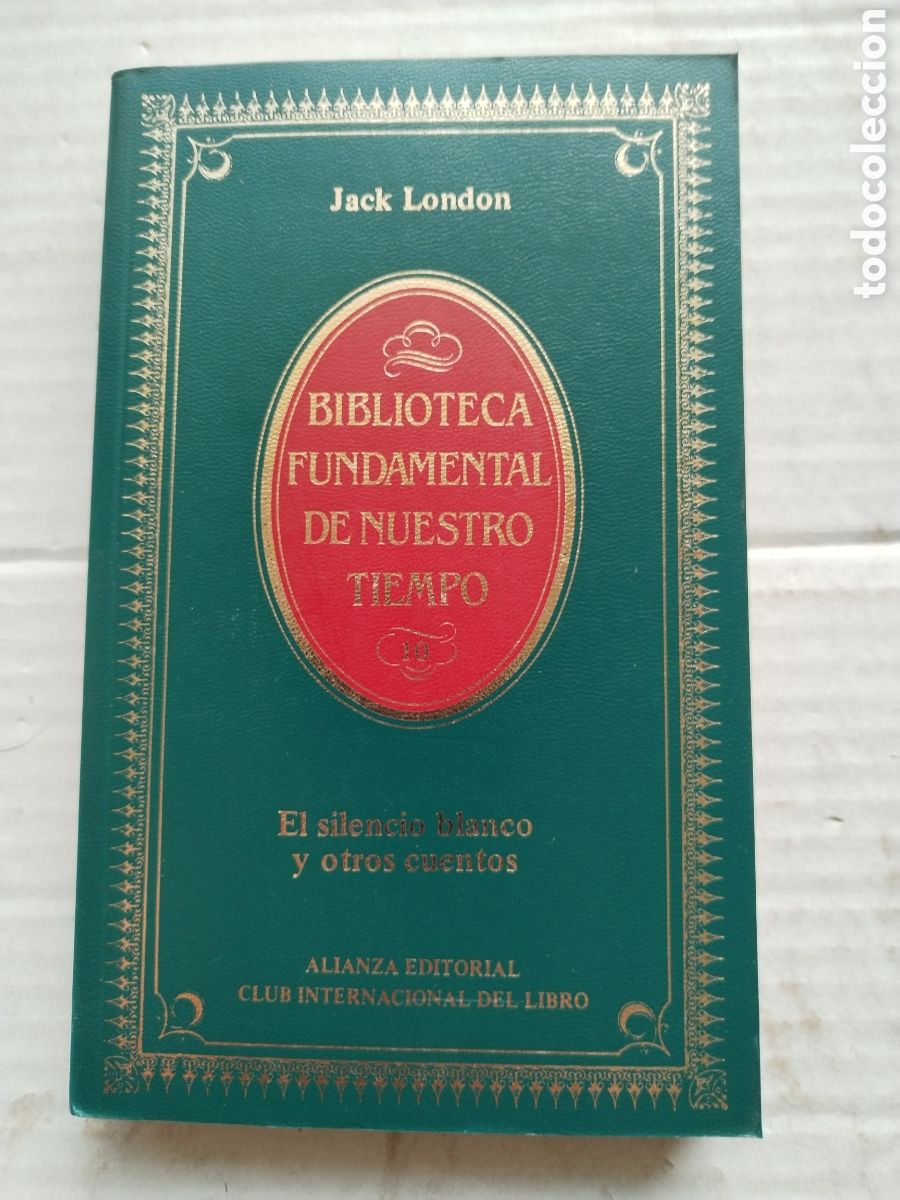 Jack London
BIBLIOTECA
FUNDAMENTAL
DE NUESTRO
TIEMPO
10
El silencio blanco
y otros cuentos
ALIANZA EDITORIAL
CLUB INTERNACIONAL DEL LIBRO
todocoleccion